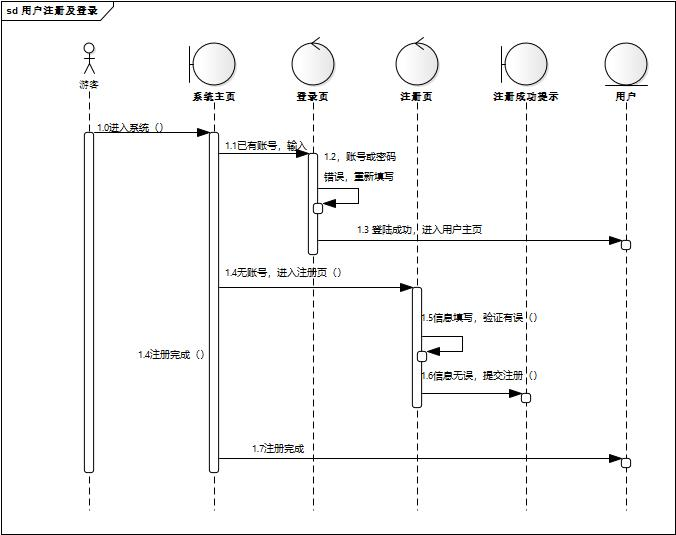 sd 用户注册及登录
游客
系统主页
登录页
注册页
注册成功提示
用户
1.0进入系统（）
1.1已有账号，输入
1.2，账号或密码
错误，重新填写
1.3 登陆成功，进入用户主页
1.4无账号，进入注册页（）
1.5信息填写，验证有误（）
1.4注册完成（）
1.6信息无误，提交注册（）
1.7注册完成